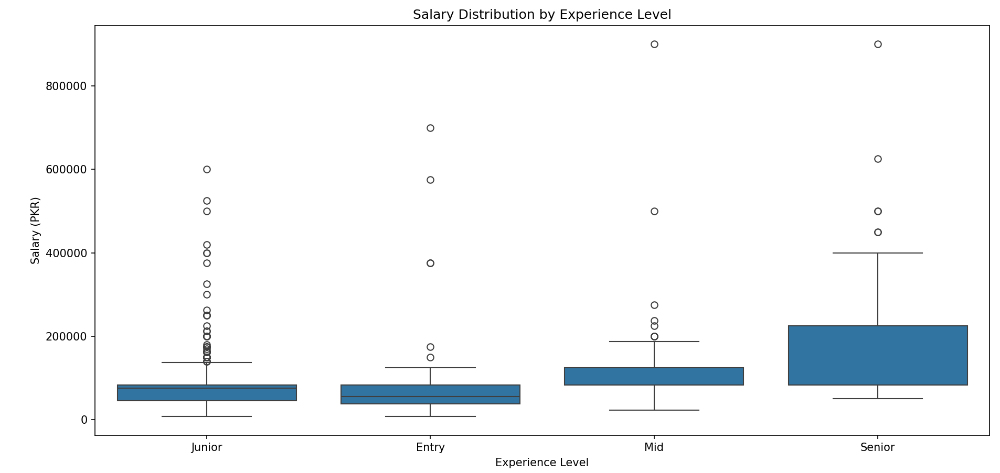 Salary Distribution by Experience Level
800000
600000
400000
200000
0
Salary (PKR)
Junior Entry Mid Senior
Experience Level